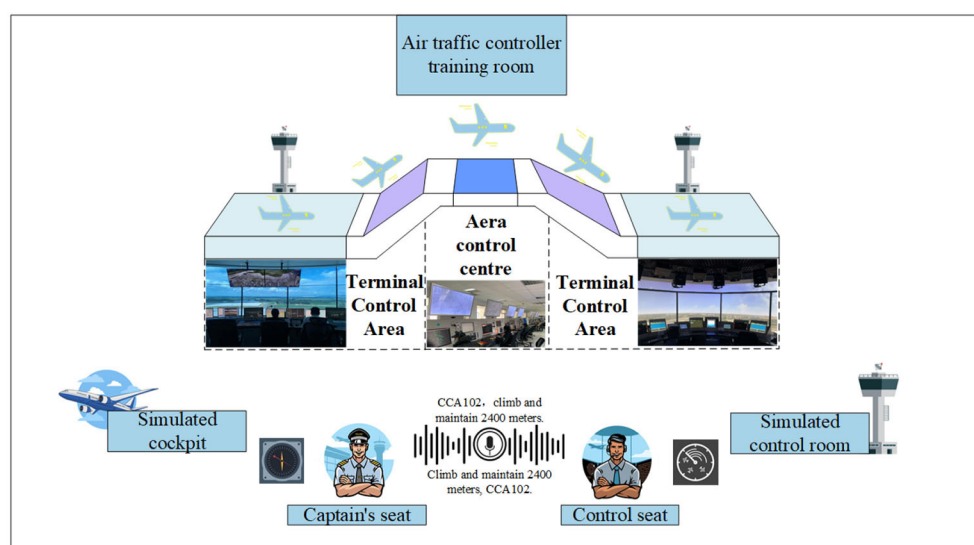 Air traffic controller
training room
Aera
control
centre
Terminal
Control
Area
Terminal
Control
Area
CCA102，climb and
maintain 2400 meters.
Climb and maintain 2400
meters, CCA102.
Simulated
cockpit
Simulated
control room
Captain's seat
Control seat